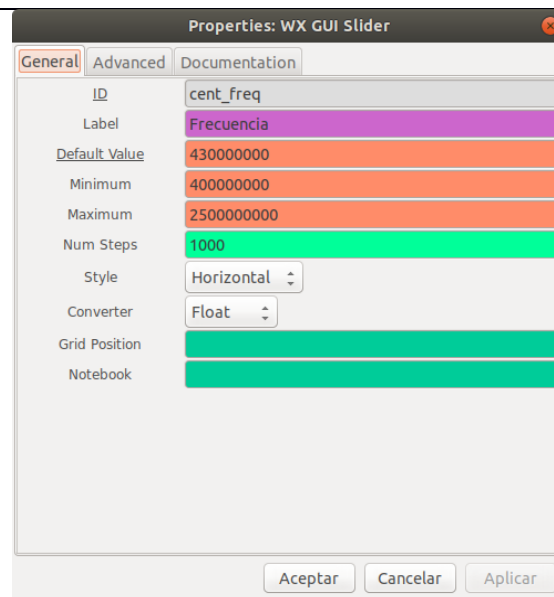 Properties: WX GUI Slider
General Advanced Documentation
ID cent_freq
Label Frecuencia
Default Value 430000000
Minimum 400000000
Maximum 2500000000
Num Steps 1000
Style Horizontal
Converter Float
Grid Position
Notebook
Aceptar Cancelar Aplicar